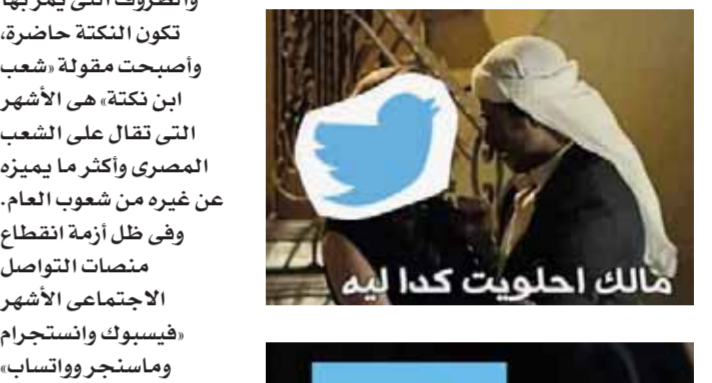 والظروف التى يمر بها
تكون النكتة حاضرة،
وأصبحت مقولة «شعب
ابن نكتة» هى الأشهر
التى تقال على الشعب
المصرى وأكثر ما يميزه
عن غيره من شعوب العام.
وفى ظل أزمة انقطاع
منصات التواصل
الاجتماعى الأشهر
«فيسبوك وانستجرام
وماسنجر وواتساب»
مالك احلويت كدا ليه